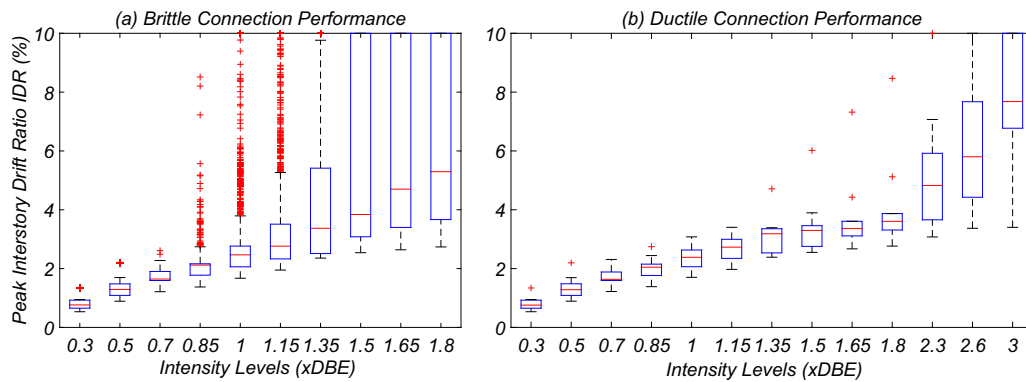 (a) Brittle Connection Performance
Peak Interstory Drift Ratio IDR (%)
10
8
6
4
2
0
0.3 0.5 0.7 0.85 1 1.15 1.35 1.5 1.65 1.8
Intensity Levels (xDBE)
(b) Ductile Connection Performance
10
8
6
4
2
0
0.3 0.5 0.7 0.85 1 1.15 1.35 1.5 1.65 1.8 2.3 2.6 3
Intensity Levels (xDBE)